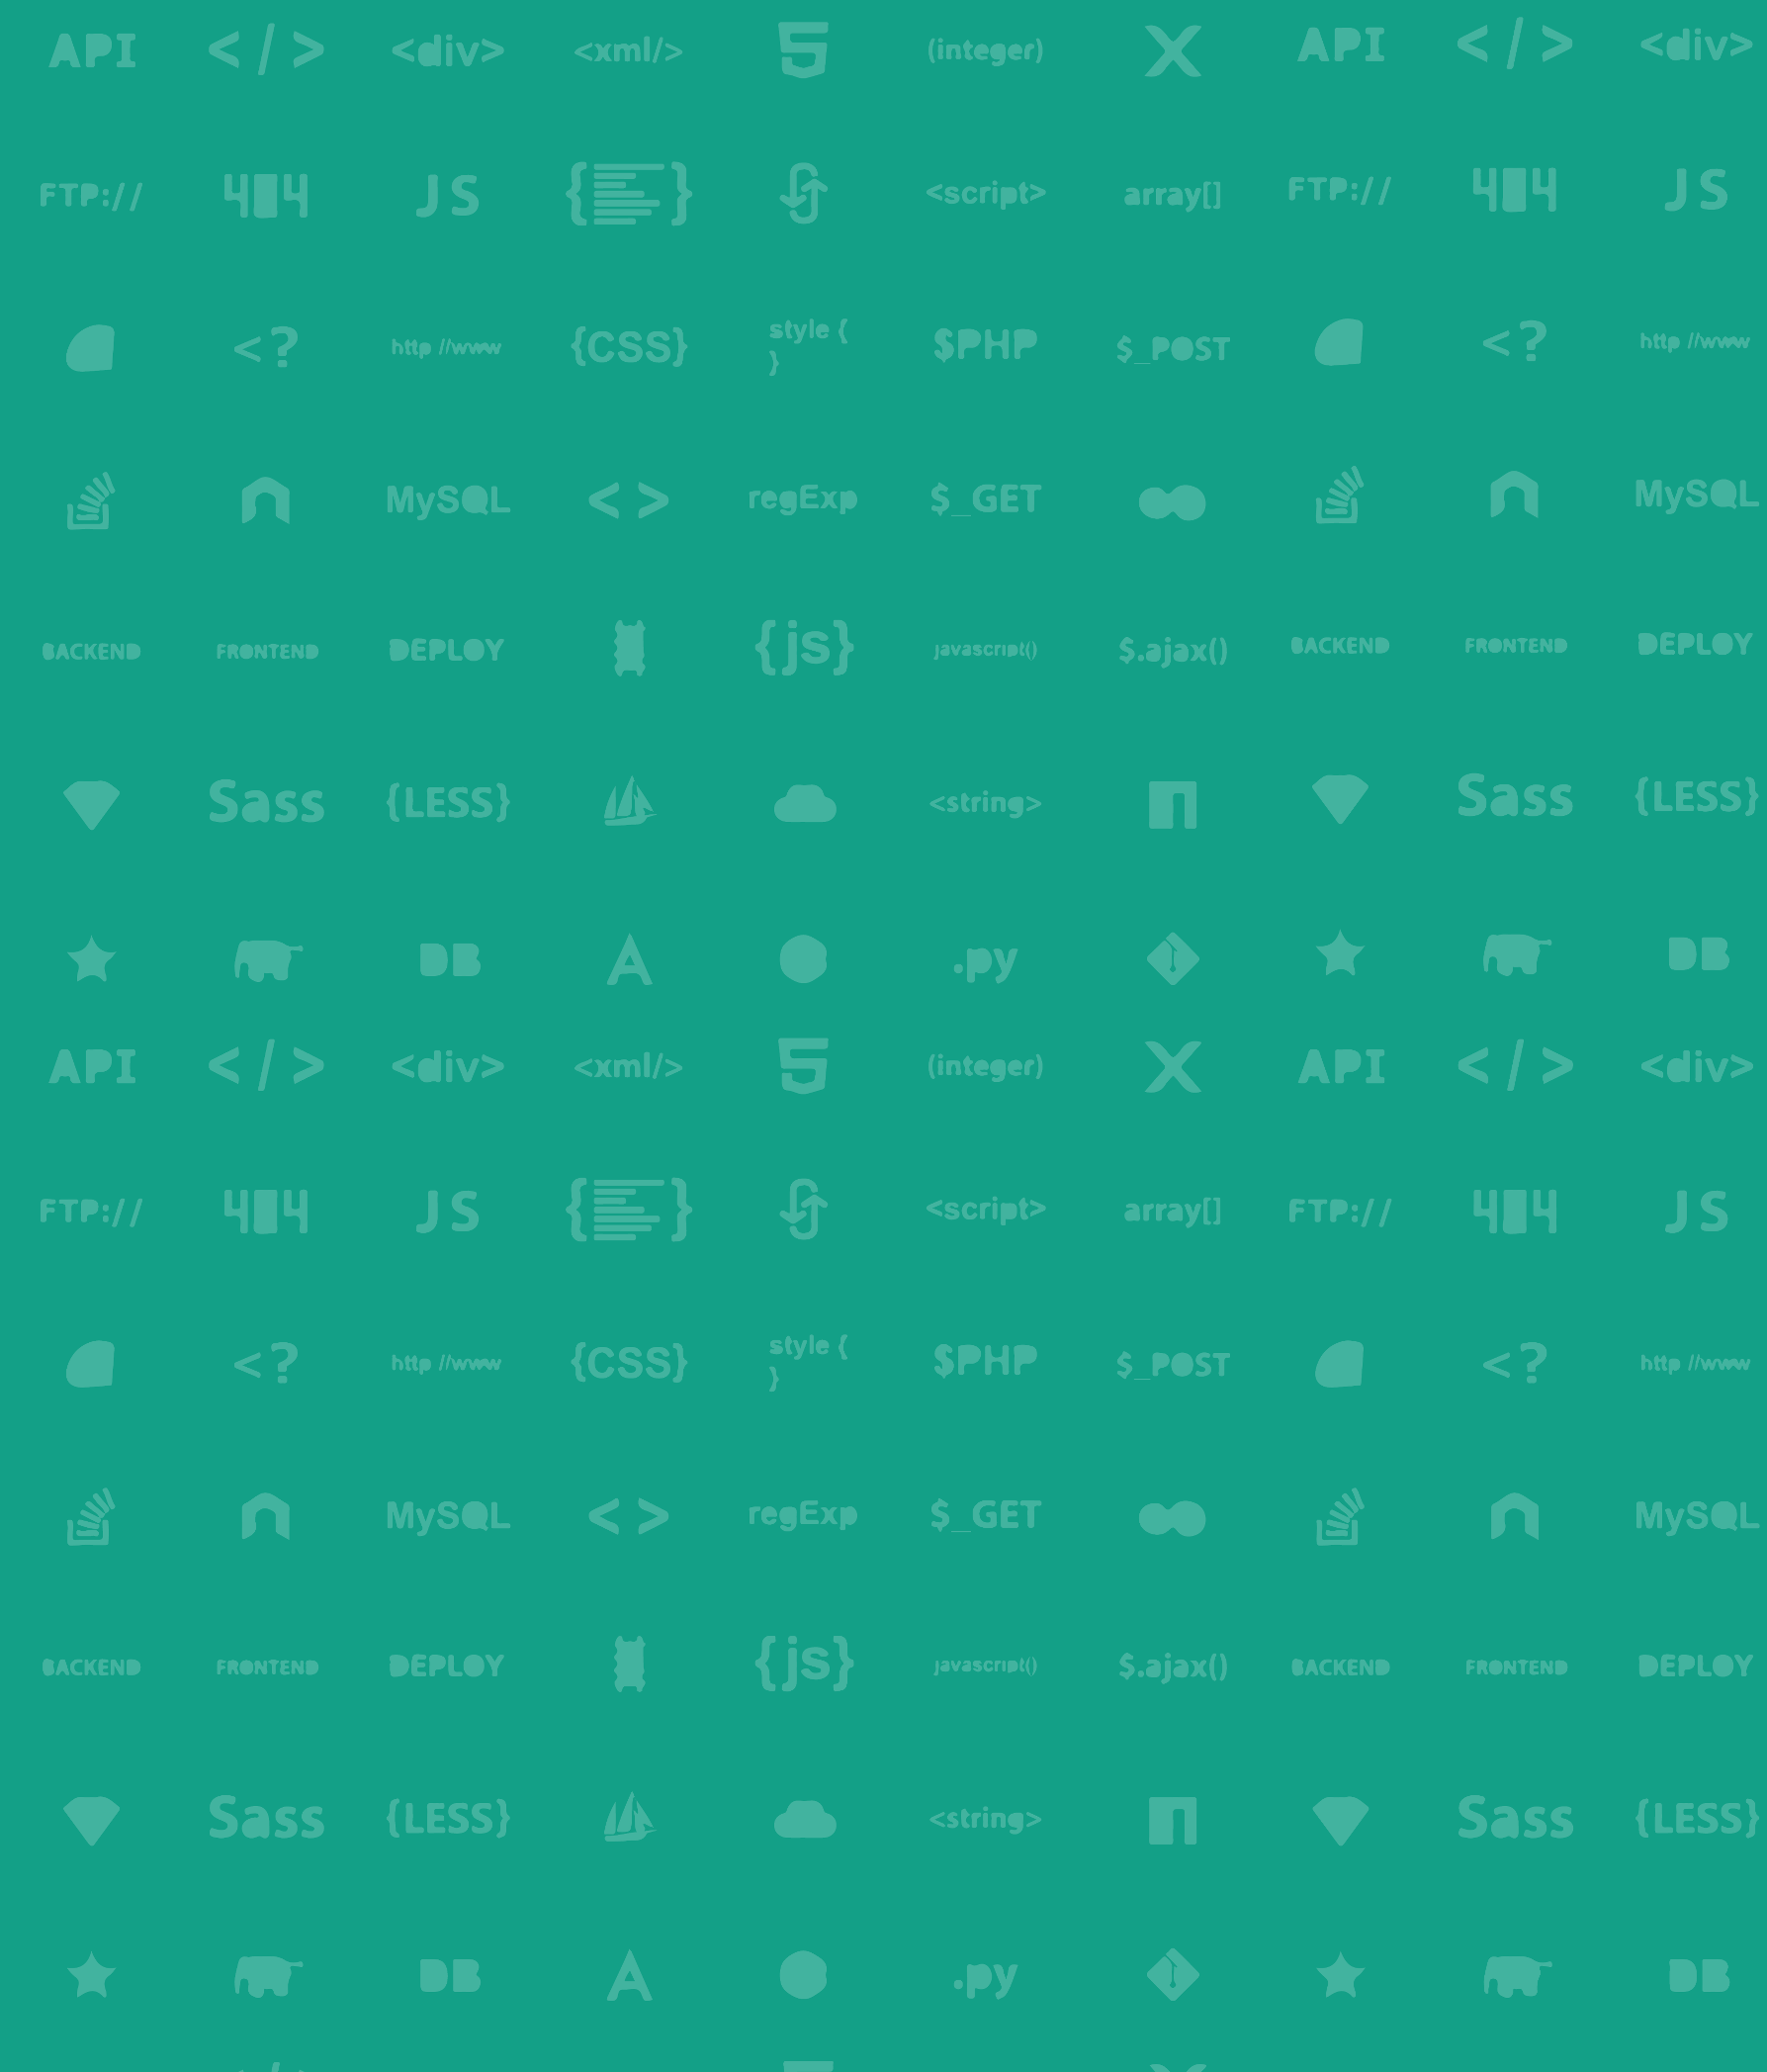 API </> <div> <xml/> 5 (integer) X API </> <div>
FTP:// 404 JS { } <script> array[] FTP:// 404 JS
<? http //www {CSS} style { $PHP $_POST <? http //www
}
MySQL < > regExp $_GET MySQL
BACKEND FRONTEND DEPLOY {js} javascript() $.ajax() BACKEND FRONTEND DEPLOY
Sass {LESS} <string> Sass {LESS}
DB A .py DB
API </> <div> <xml/> 5 (integer) X API </> <div>
FTP:// 404 JS { } <script> array[] FTP:// 404 JS
<? http //www {CSS} style { $PHP $_POST <? http //www
}
MySQL < > regExp $_GET MySQL
BACKEND FRONTEND DEPLOY {js} javascript() $.ajax() BACKEND FRONTEND DEPLOY
Sass {LESS} <string> Sass {LESS}
DB A .py DB